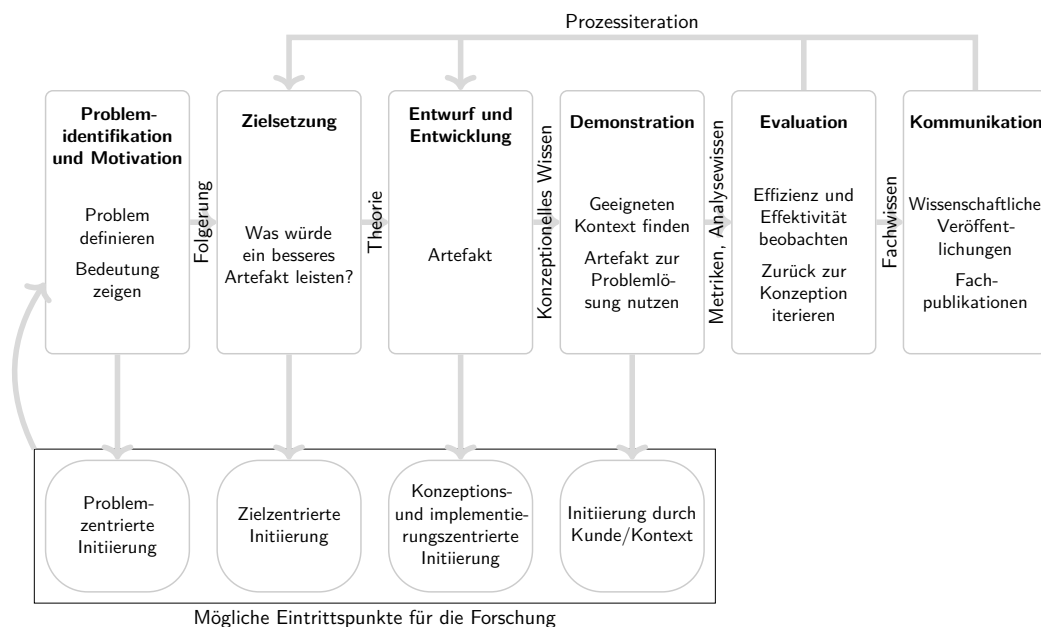 Prozessiteration
Problem-
identifikation
und Motivation
Problem
definieren
Bedeutung
zeigen
Folgerung
Zielsetzung
Was würde
ein besseres
Artefakt leisten?
Theorie
Entwurf und
Entwicklung
Artefakt
Konzeptionelles Wissen
Demonstration
Geeigneten
Kontext finden
Artefakt zur
Problemlö-
sung nutzen
Metriken, Analysewissen
Evaluation
Effizienz und
Effektivität
beobachten
Zurück zur
Konzeption
iterieren
Fachwissen
Kommunikation
Wissenschaftliche
Veröffent-
lichungen
Fach-
publikationen
Problem-
zentrierte
Initiierung
Zielzentrierte
Initiierung
Konzeptions-
und implementie-
rungszentrierte
Initiierung
Initiierung durch
Kunde/Kontext
Mögliche Eintrittspunkte für die Forschung